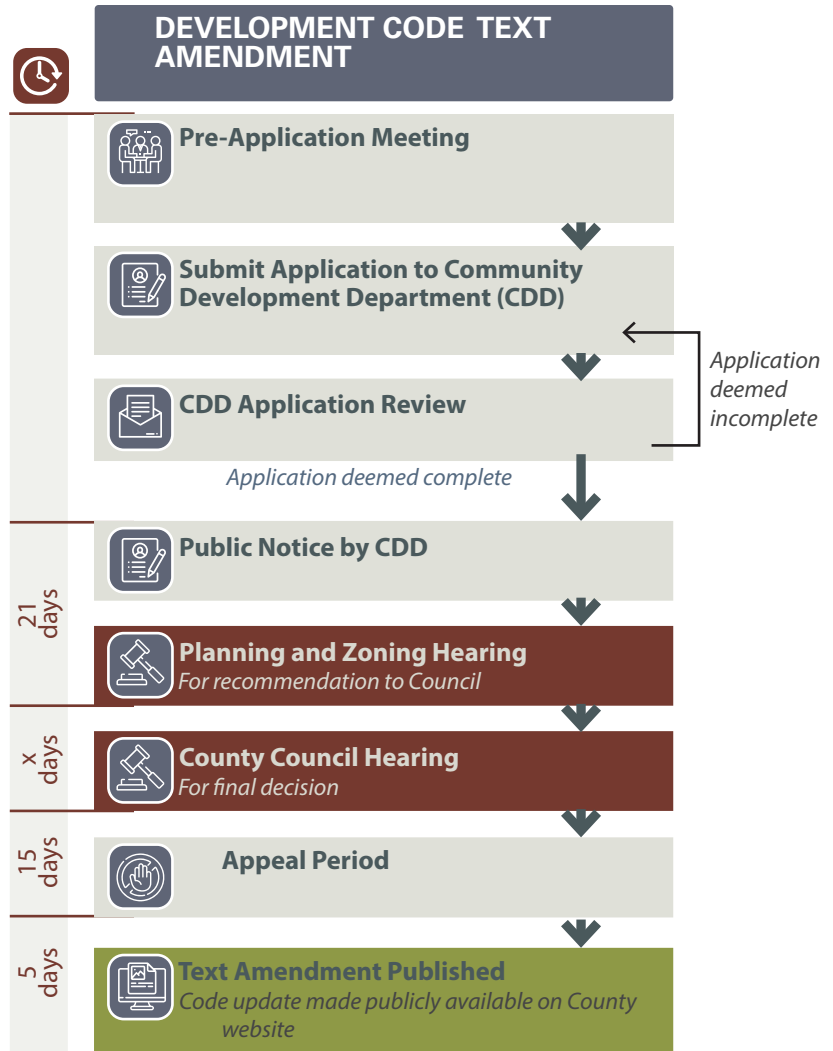 DEVELOPMENT CODE TEXT
AMENDMENT
Pre-Application Meeting
Submit Application to Community
Development Department (CDD)
Application
deemed
incomplete
CDD Application Review
Application deemed complete
21
days
Public Notice by CDD
Planning and Zoning Hearing
For recommendation to Council
x
days
County Council Hearing
For final decision
15
days
Appeal Period
5
days
Text Amendment Published
Code update made publicly available on County
website